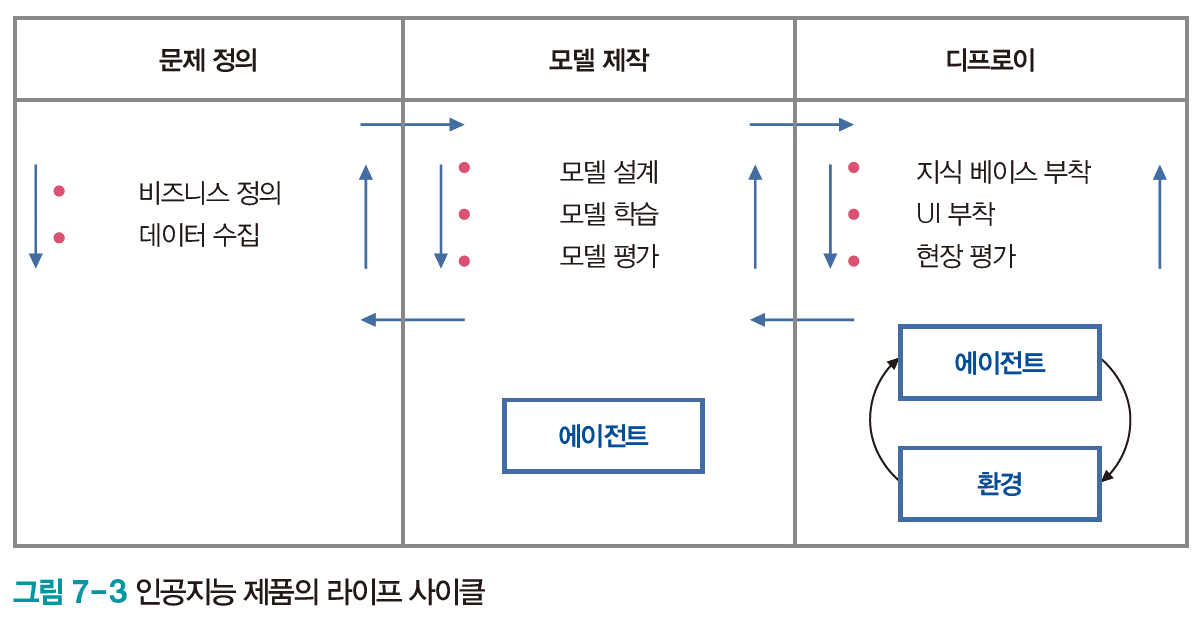 문제 정의
모델 제작
디프로이
비즈니스 정의
데이터 수집
모델 설계
모델 학습
모델 평가
에이전트
지식 베이스 부착
UI 부착
현장 평가
에이전트
환경
그림 7-3 인공지능 제품의 라이프 사이클